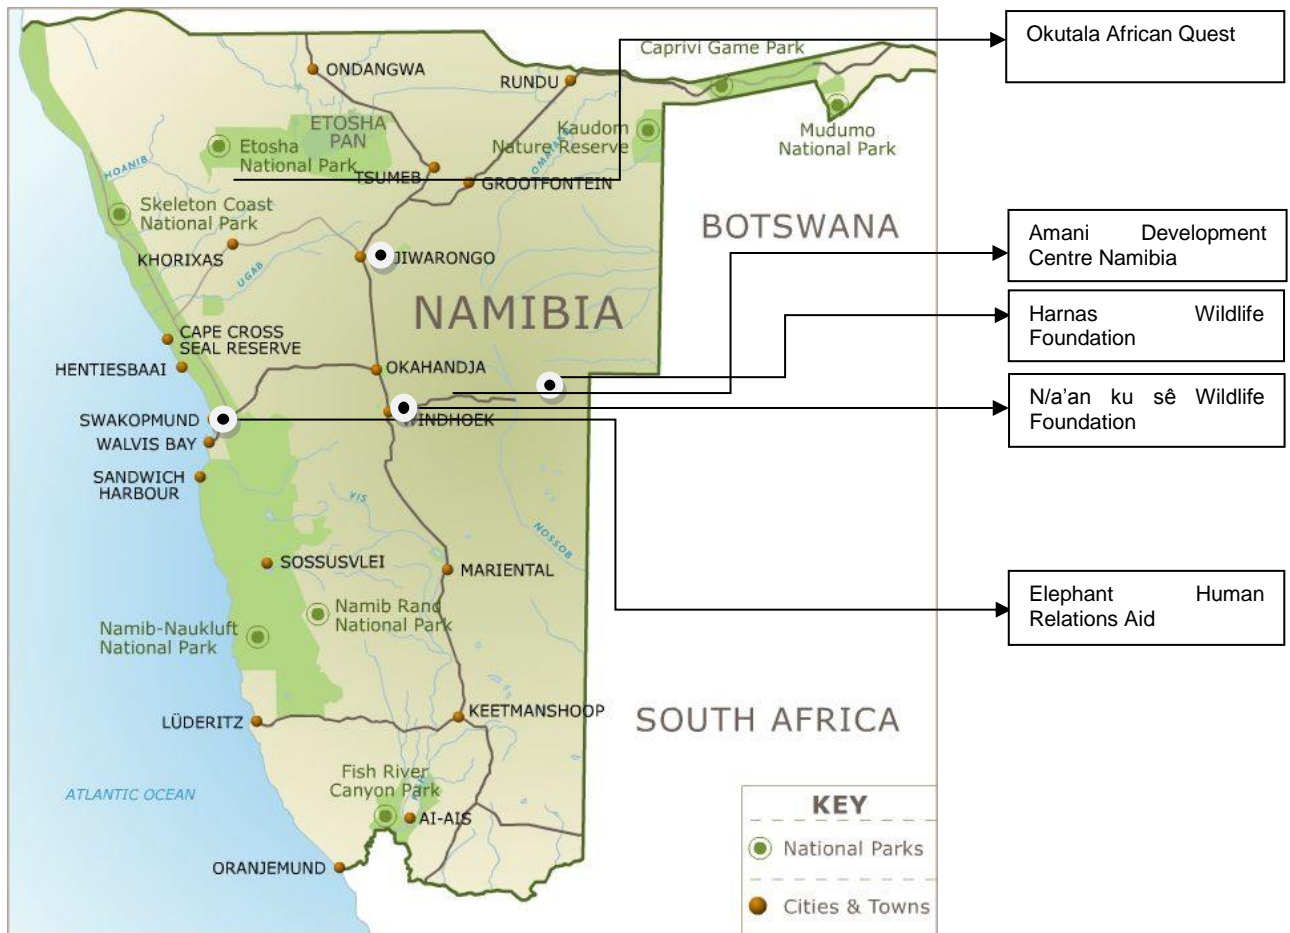 Okutala African Quest
Caprivi Game Park
ONDANGWA
RUNDU
ETOSHA
PAN
Kaudom
Nature Reserve
OMATAKO
Mudumo
National Park
Etosha
National Park
TSUMEB
GROOTFONTEIN
HOANIB
Skeleton Coast
National Park
BOTSWANA
Amani Development
Centre Namibia
KHORIXAS
JIWARONGO
UGAB
NAMIBIA
Harnas Wildlife
Foundation
CAPE CROSS
SEAL RESERVE
HENTIESBAAI
OKAHANDJA
N/a'an ku sê Wildlife
Foundation
SWAKOPMUND
WINDHOEK
WALVIS BAY
SANDWICH
HARBOUR
VIS
NOSSOB
SOSSUSVLEI
MARIENTAL
Elephant Human
Relations Aid
Namib Rand
National Park
Namib-Naukluft
National Park
LÜDERITZ
KEETMANSHOOP
SOUTH AFRICA
Fish River
Canyon Park
ATLANTIC OCEAN
AI-AIS
KEY
National Parks
ORANJEMUND
Cities & Towns